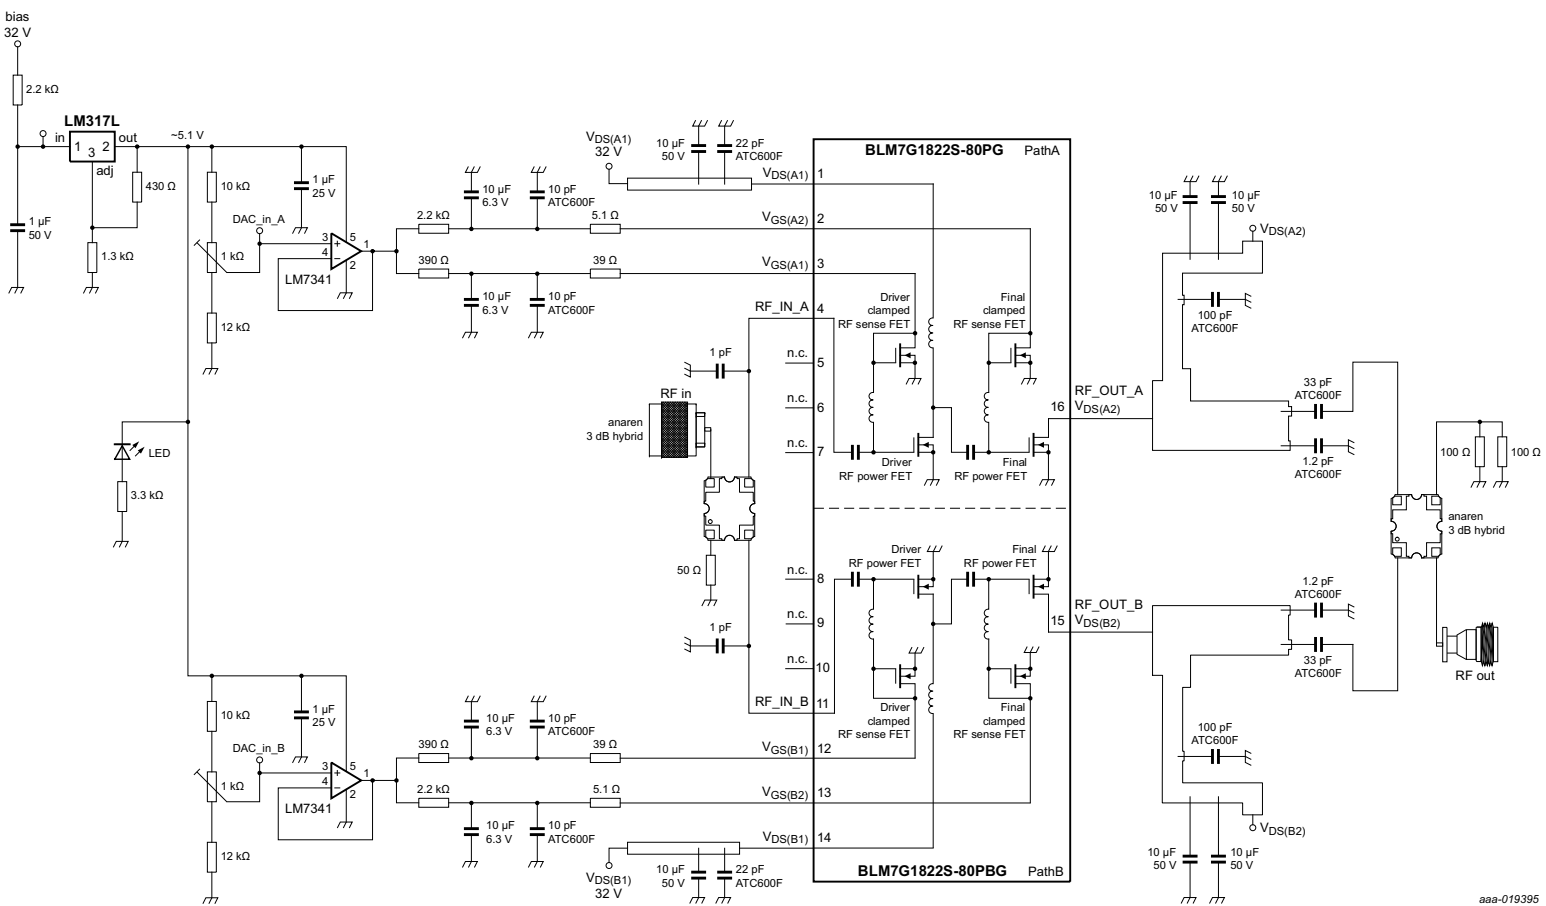 bias
32 V
2.2 kΩ
LM317L
in
1
2
3
out
adj
~5.1 V
430 Ω
1 μF
50 V
1.3 kΩ
10 kΩ
1 μF
25 V
DAC_in_A
1 kΩ
3
4
5
1
2
+
−
LM7341
12 kΩ
LED
3.3 kΩ
10 μF
6.3 V
10 pF
ATC600F
2.2 kΩ
5.1 Ω
390 Ω
39 Ω
10 μF
6.3 V
10 pF
ATC600F
VDS(A1)
32 V
10 μF
50 V
22 pF
ATC600F
VDS(A1)
1
VGS(A2)
2
VGS(A1)
3
RF_IN_A
4
n.c.
5
n.c.
6
n.c.
7
1 pF
RF in
anaren
3 dB hybrid
50 Ω
1 pF
n.c.
8
n.c.
9
n.c.
10
RF_IN_B
11
VGS(B1)
12
VGS(B2)
13
VDS(B1)
14
BLM7G1822S-80PG
PathA
Driver
clamped
RF sense FET
Final
clamped
RF sense FET
Driver
RF power FET
Final
RF power FET
16
RF_OUT_A
VDS(A2)
Driver
RF power FET
Final
RF power FET
15
RF_OUT_B
VDS(B2)
Driver
clamped
RF sense FET
Final
clamped
RF sense FET
BLM7G1822S-80PBG
PathB
10 μF
50 V
10 μF
50 V
VDS(A2)
100 pF
ATC600F
33 pF
ATC600F
1.2 pF
ATC600F
100 Ω
100 Ω
anaren
3 dB hybrid
1.2 pF
ATC600F
33 pF
ATC600F
RF out
100 pF
ATC600F
VDS(B2)
10 μF
50 V
10 μF
50 V
10 kΩ
1 μF
25 V
DAC_in_B
1 kΩ
3
4
5
1
2
+
−
LM7341
12 kΩ
10 μF
6.3 V
10 pF
ATC600F
390 Ω
39 Ω
2.2 kΩ
5.1 Ω
10 μF
6.3 V
10 pF
ATC600F
VDS(B1)
32 V
10 μF
50 V
22 pF
ATC600F
aaa-019395